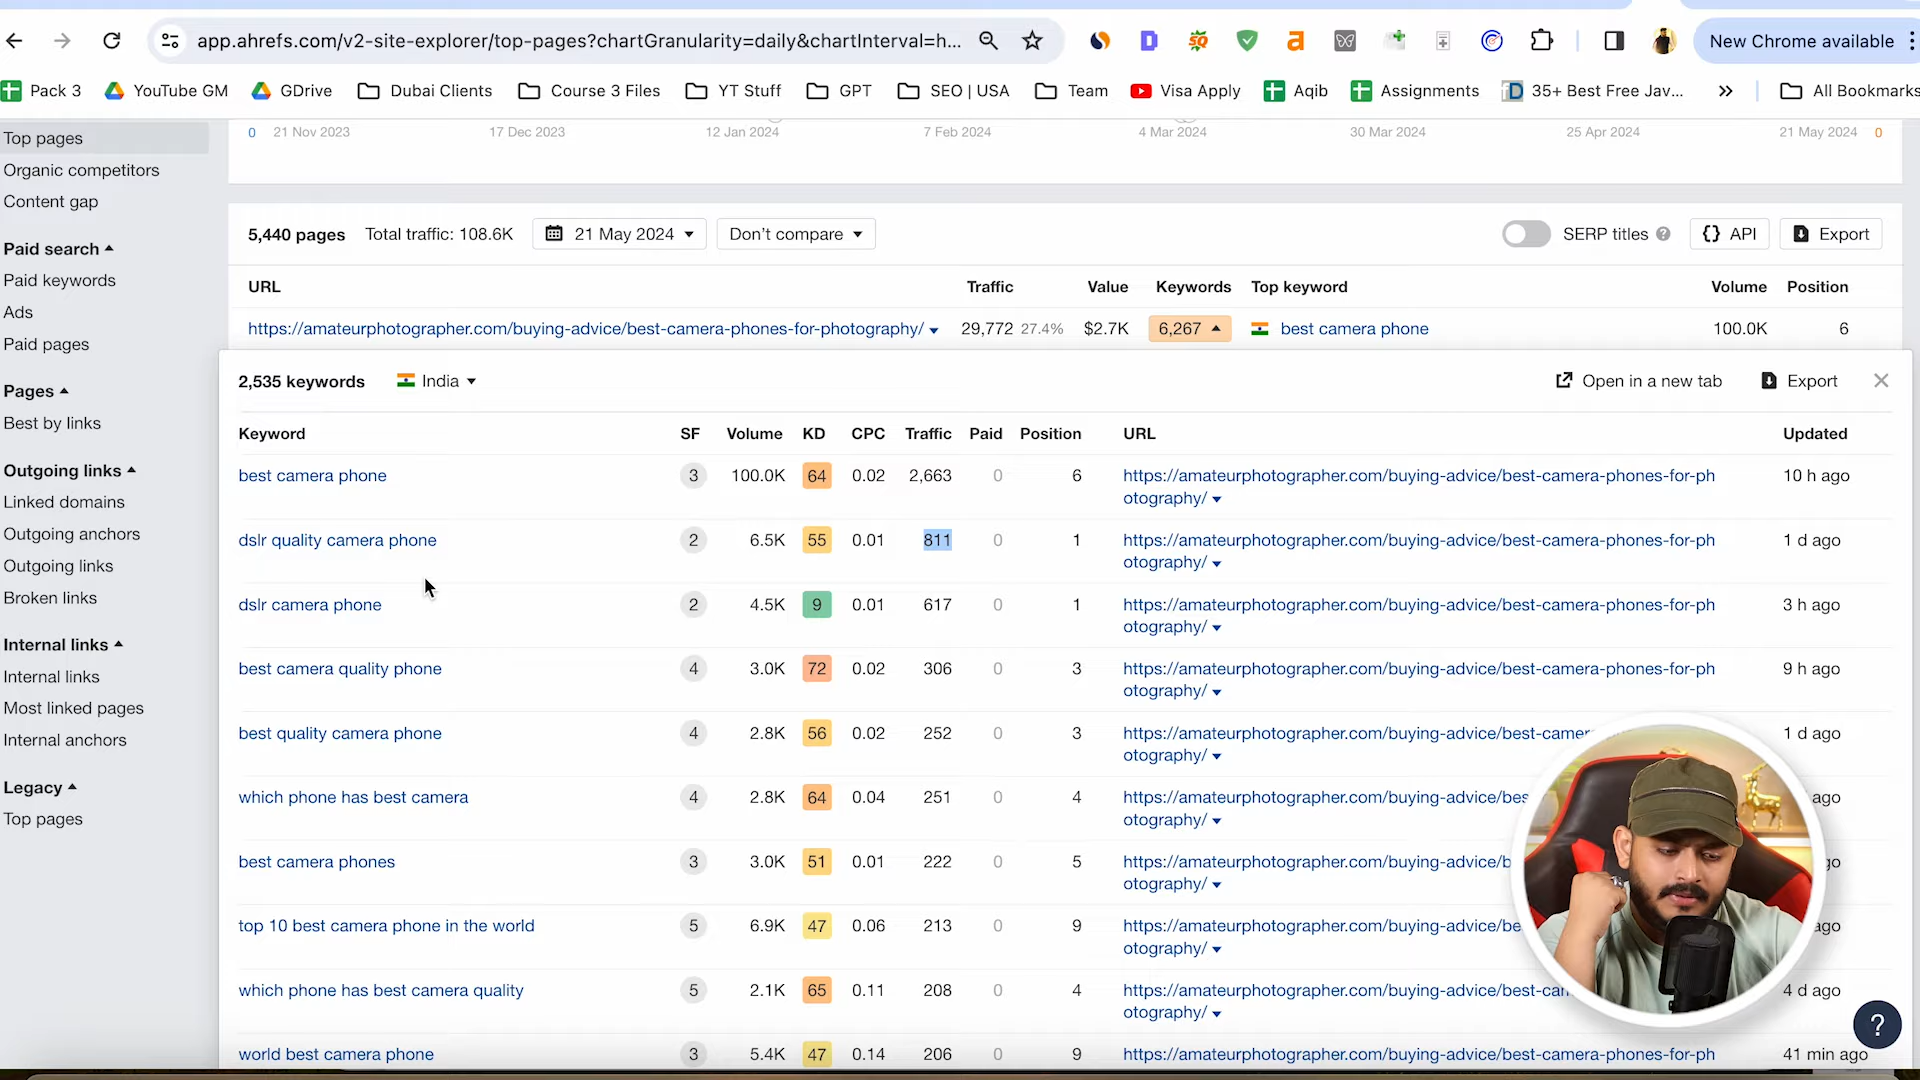 app.ahrefs.com/v2-site-explorer/top-pages?chartGranularity=daily&chartInterval=h...
New Chrome available
Pack 3 YouTube GM GDrive Dubai Clients Course 3 Files YT Stuff GPT SEO | USA Team Visa Apply Aqib Assignments 35+ Best Free Jav... » All Bookmarks
Top pages
Organic competitors
Content gap
Paid search
Paid keywords
Ads
Paid pages
Pages
Best by links
Outgoing links
Linked domains
Outgoing anchors
Outgoing links
Broken links
Internal links
Internal links
Most linked pages
Internal anchors
Legacy
Top pages
0 21 Nov 2023 17 Dec 2023 12 Jan 2024 7 Feb 2024 4 Mar 2024 30 Mar 2024 25 Apr 2024 21 May 2024 0
5,440 pages Total traffic: 108.6K 21 May 2024 Don't compare SERP titles ? {} API Export
URL Traffic Value Keywords Top keyword Volume Position
https://amateurphotographer.com/buying-advice/best-camera-phones-for-photography/ 29,772 27.4% $2.7K 6,267 best camera phone 100.0K 6
2,535 keywords India Open in a new tab Export
Keyword SF Volume KD CPC Traffic Paid Position URL Updated
best camera phone 3 100.0K 64 0.02 2,663 0 6 https://amateurphotographer.com/buying-advice/best-camera-phones-for-ph 10 h ago
otography/
dslr quality camera phone 2 6.5K 55 0.01 811 0 1 https://amateurphotographer.com/buying-advice/best-camera-phones-for-ph 1 d ago
otography/
dslr camera phone 2 4.5K 9 0.01 617 0 1 https://amateurphotographer.com/buying-advice/best-camera-phones-for-ph 3 h ago
otography/
best camera quality phone 4 3.0K 72 0.02 306 0 3 https://amateurphotographer.com/buying-advice/best-camera-phones-for-ph 9 h ago
otography/
best quality camera phone 4 2.8K 56 0.02 252 0 3 https://amateurphotographer.com/buying-advice/best-camer 1 d ago
otography/
which phone has best camera 4 2.8K 64 0.04 251 0 4 https://amateurphotographer.com/buying-advice/bes ago
otography/
best camera phones 3 3.0K 51 0.01 222 0 5 https://amateurphotographer.com/buying-advice/b go
otography/
top 10 best camera phone in the world 5 6.9K 47 0.06 213 0 9 https://amateurphotographer.com/buying-advice/be ago
otography/
which phone has best camera quality 5 2.1K 65 0.11 208 0 4 https://amateurphotographer.com/buying-advice/best-can 4 d ago
otography/
world best camera phone 3 5.4K 47 0.14 206 0 9 https://amateurphotographer.com/buying-advice/best-camera-phones-for-ph 41 min ago
?